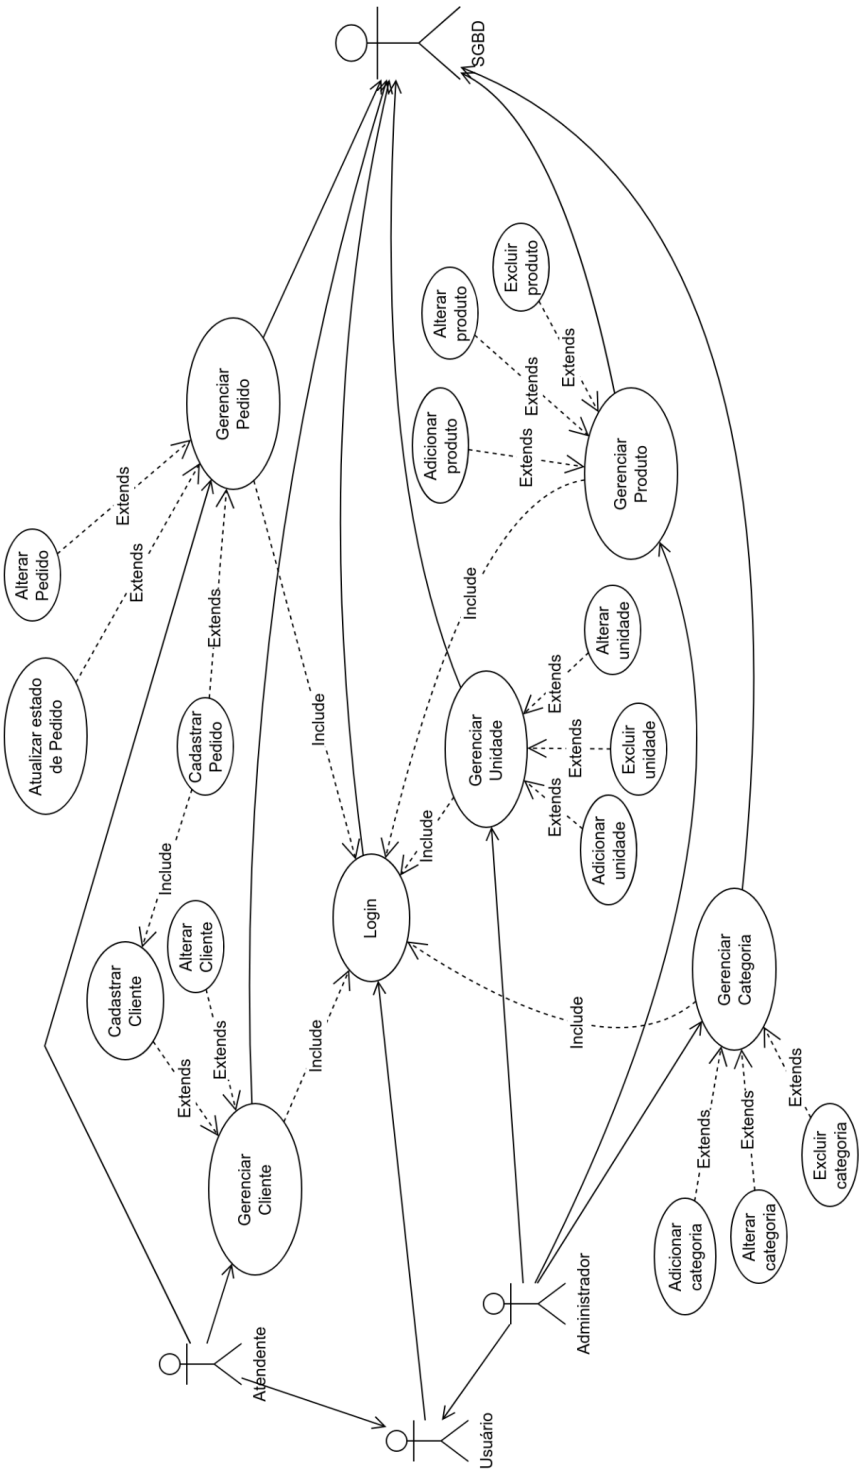 Alterar
Pedido
Atualizar estado
de Pedido
Extends
Extends
Cadastrar
Cliente
Include
Extends
Alterar
Cliente
Cadastrar
Pedido
Extends
Extends
Gerenciar
Pedido
Gerenciar
Cliente
Atendente
Include
Include
Login
Include
Adicionar
produto
Alterar
produto
Include
SGBD
Gerenciar
Unidade
Usuário
Excluir
produto
Extends
Extends
Extends
Extends
Extends
Include
Extends
Administrador
Adicionar
unidade
Alterar
unidade
Gerenciar
Produto
Excluir
unidade
Adicionar
categoria
Extends
Gerenciar
Categoria
Alterar
categoria
Extends
Extends
Excluir
categoria